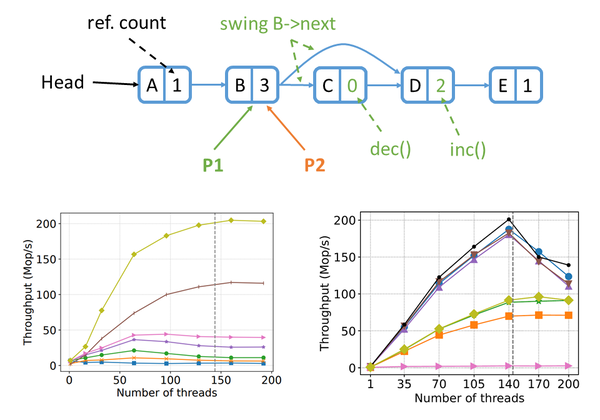 ref. count
swing B->next
Head
A 1
B 3
C 0
D 2
E 1
P1
P2
dec()
inc()
Throughput (Mop/s)
200
150
100
50
0
0 50 100 150 200
Number of threads
Throughput (Mop/s)
200
150
100
50
0
1 35 70 105 140 170 200
Number of threads